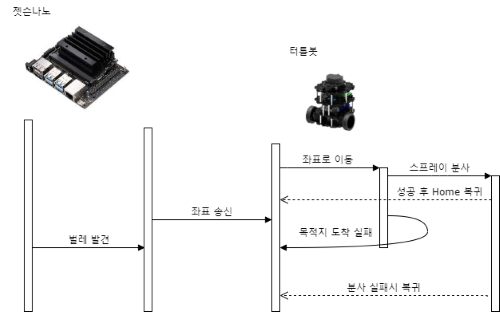 젯슨나노
터틀봇
좌표로 이동
스프레이 분사
성공 후 Home 복귀
좌표 송신
목적지 도착 실패
벌레 발견
분사 실패시 복귀